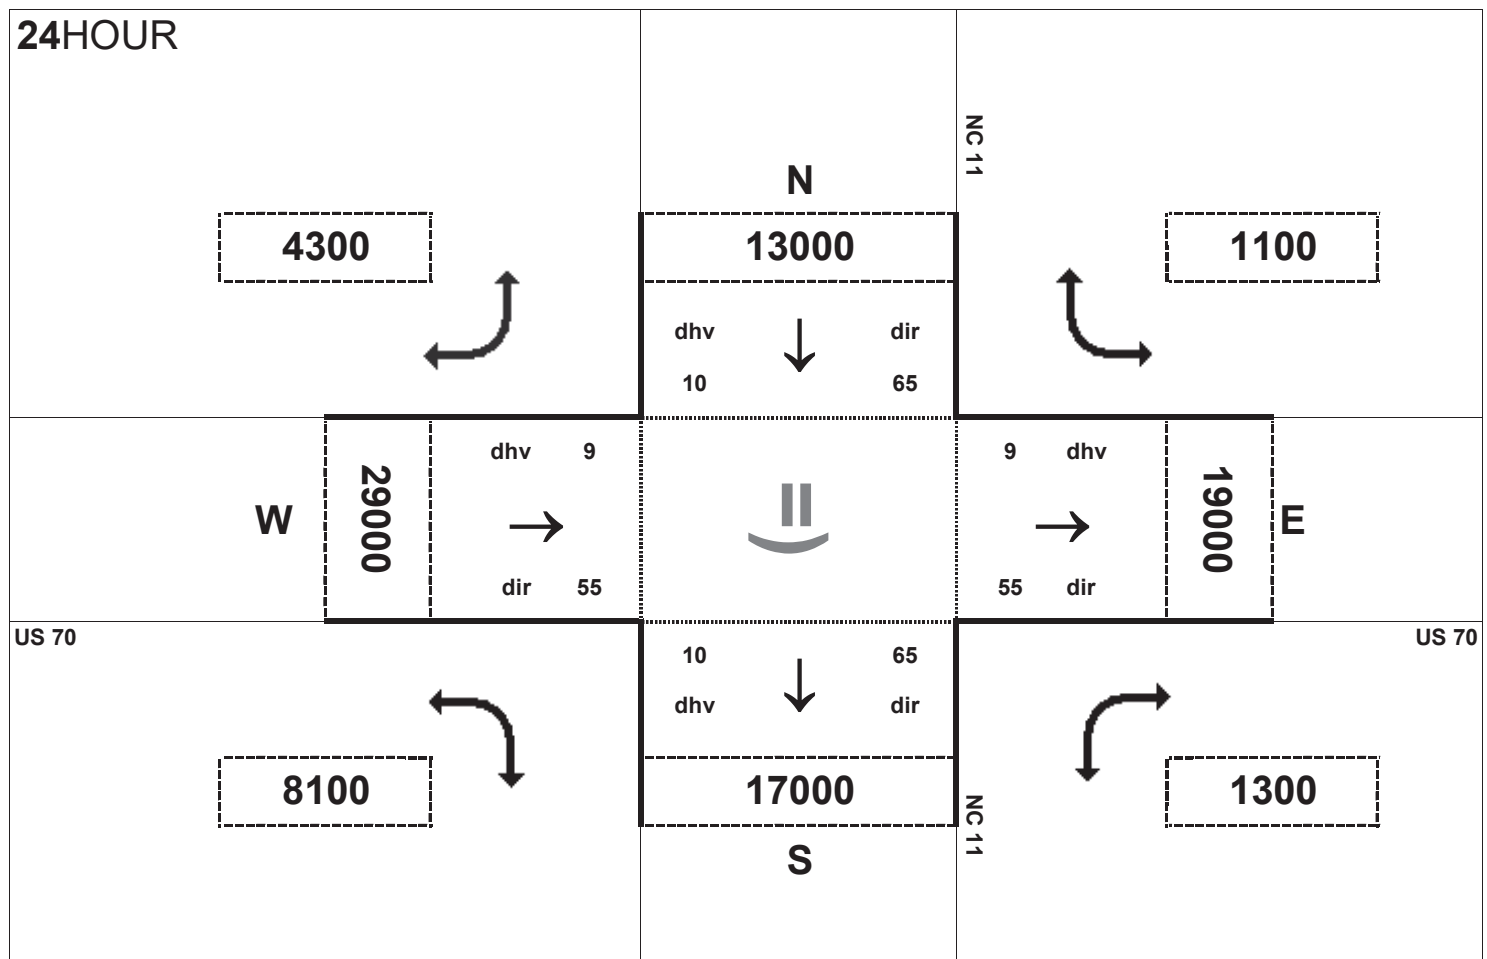 24HOUR
NC 11
N
4300
13000
1100
dhv dir
10 65
dhv 9
9 dhv
W
29000
19000
E
dir 55
55 dir
US 70
US 70
10 65
dhv dir
8100
17000
1300
NC 11
S